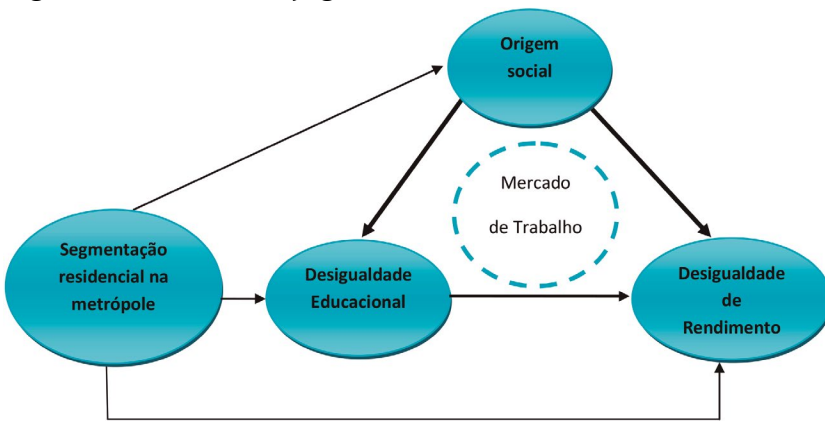 Origem
social
Mercado
de Trabalho
Segmentação
residencial na
metrópole
Desigualdade
Educacional
Desigualdade
de
Rendimento